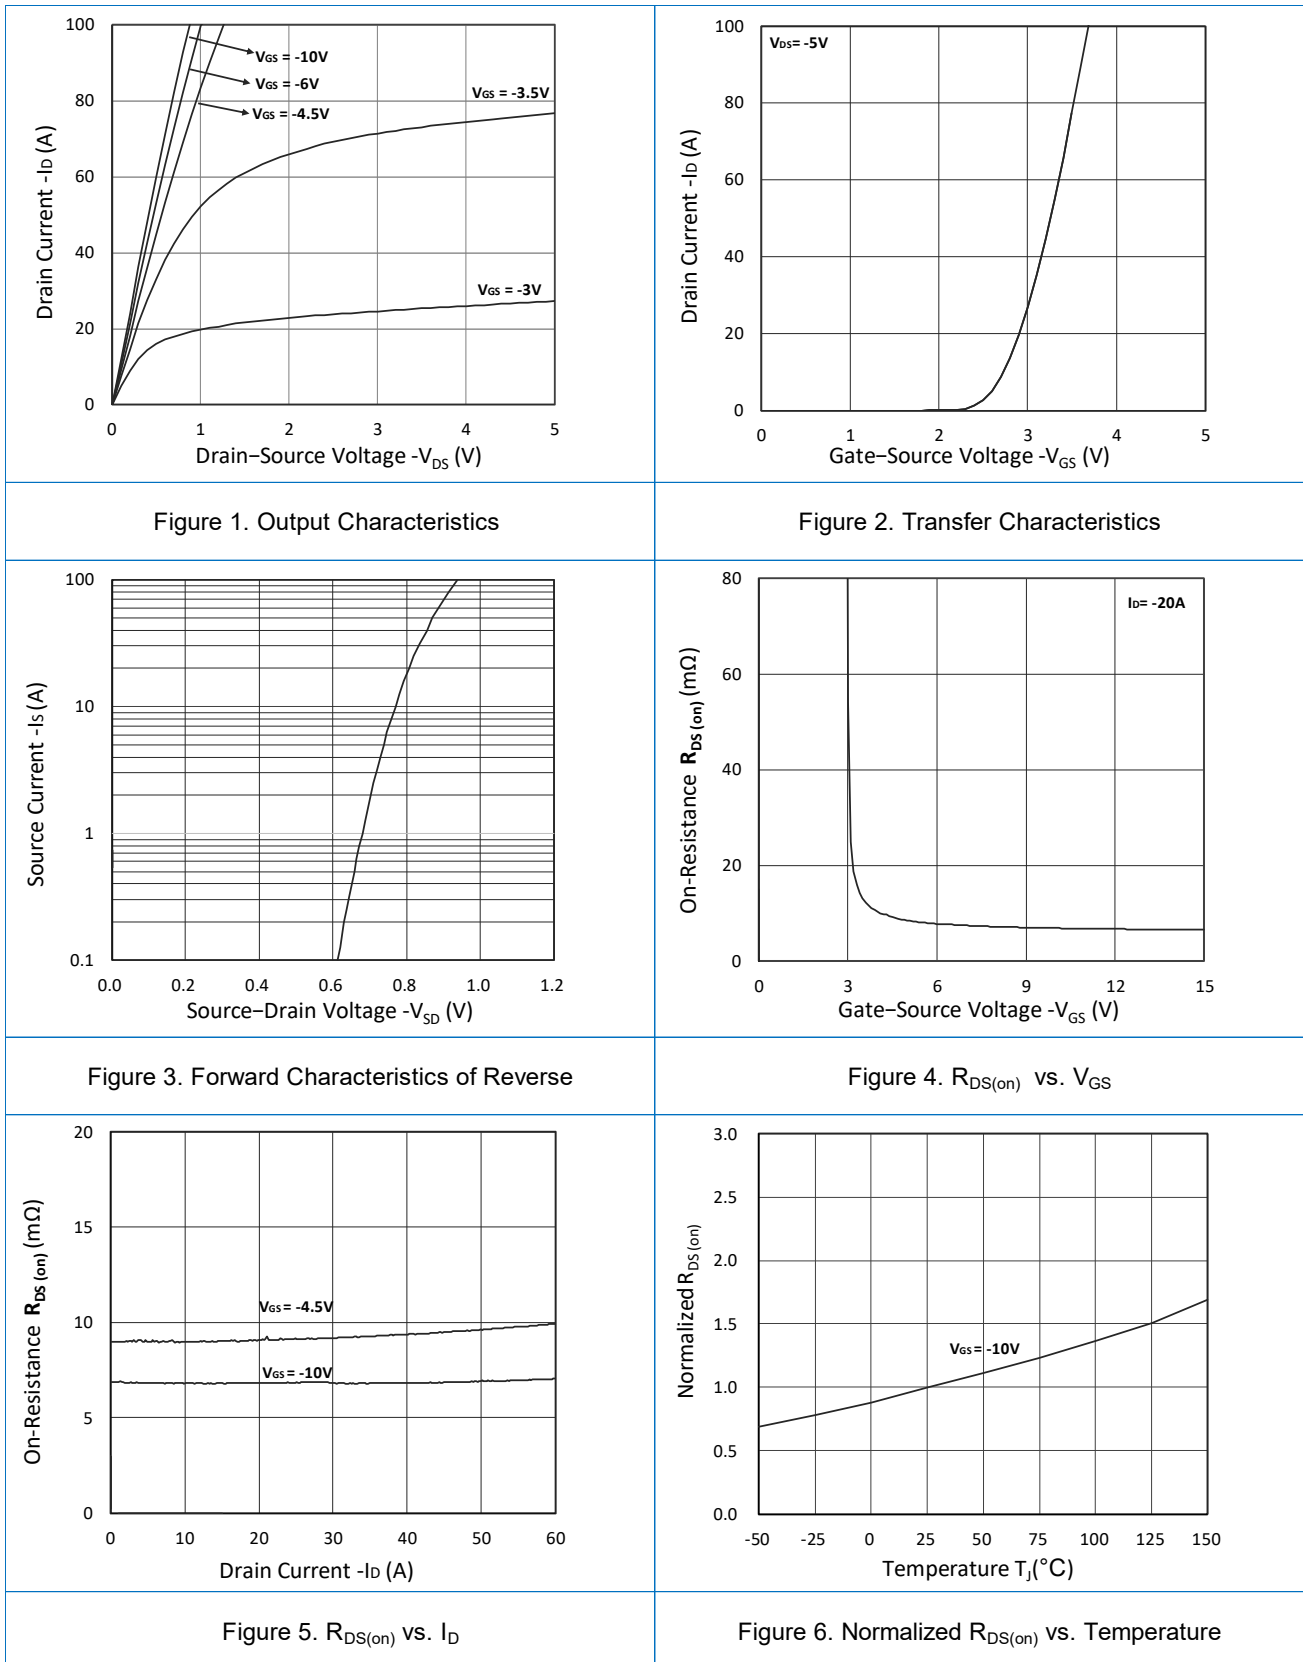 100
80
60
40
20
0
0 1 2 3 4 5
VGS = -10V
VGS = -6V
VGS = -4.5V
VGS = -3.5V
VGS = -3V
Drain Current -ID (A)
Drain−Source Voltage -VDS (V)
Figure 1. Output Characteristics
100
80
60
40
20
0
0 1 2 3 4 5
VDS= -5V
Drain Current -ID (A)
Gate−Source Voltage -VGS (V)
Figure 2. Transfer Characteristics
100
10
1
0.1
0.0 0.2 0.4 0.6 0.8 1.0 1.2
Source Current -IS (A)
Source−Drain Voltage -VSD (V)
Figure 3. Forward Characteristics of Reverse
80
60
40
20
0
0 3 6 9 12 15
ID= -20A
On-Resistance RDS(on) (mΩ)
Gate−Source Voltage -VGS (V)
Figure 4. RDS(on) vs. VGS
20
15
10
5
0
0 10 20 30 40 50 60
VGS = -4.5V
VGS = -10V
On-Resistance RDS(on) (mΩ)
Drain Current -ID (A)
Figure 5. RDS(on) vs. ID
3.0
2.5
2.0
1.5
1.0
0.5
0.0
-50 -25 0 25 50 75 100 125 150
VGS = -10V
Normalized RDS(on)
Temperature TJ(°C)
Figure 6. Normalized RDS(on) vs. Temperature